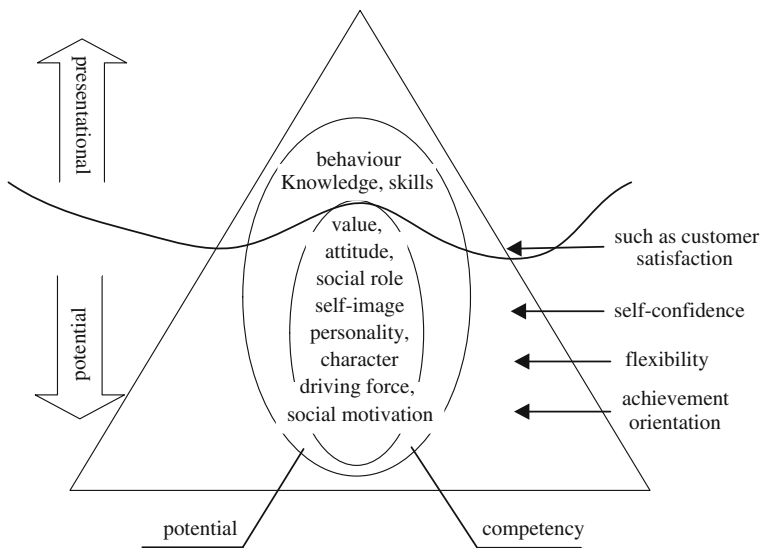 presentational
behaviour
Knowledge, skills
value,
attitude,
social role
self-image
personality,
character
driving force,
social motivation
such as customer
satisfaction
self-confidence
flexibility
achievement
orientation
potential
potential
competency